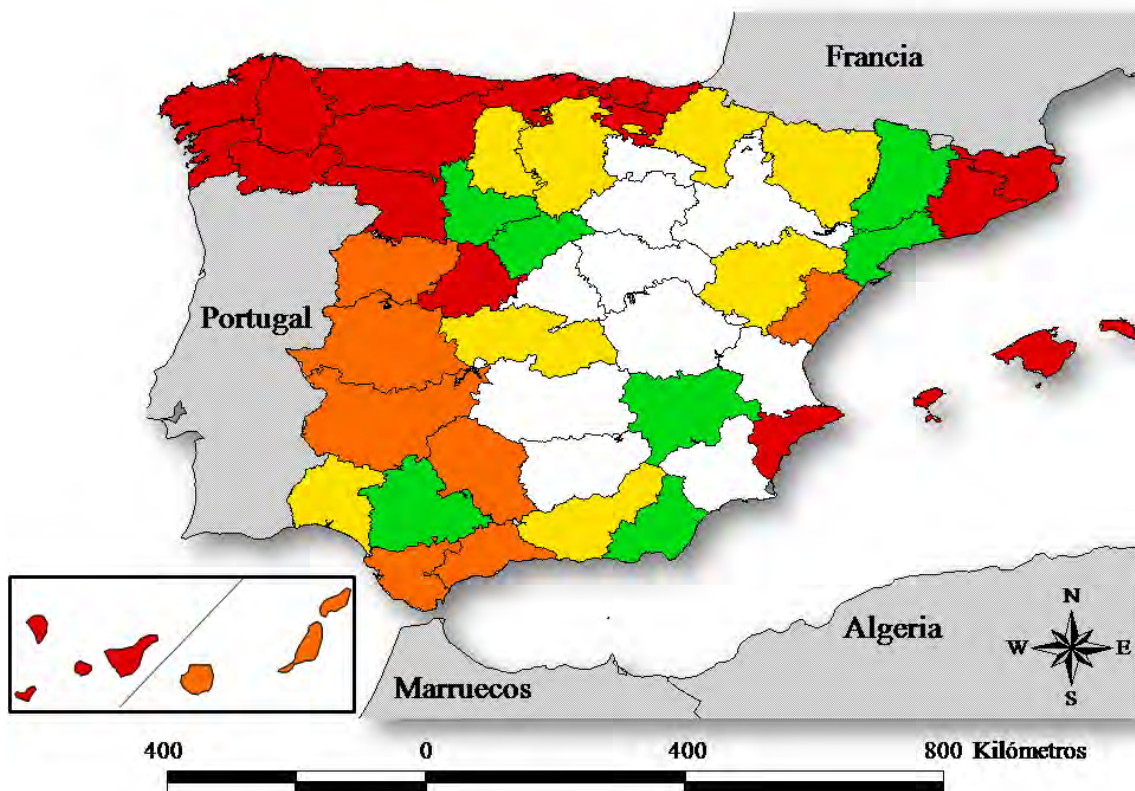 Francia
Portugal
Algeria
Marruecos
N
W E
S
400 0 400 800 Kilómetros